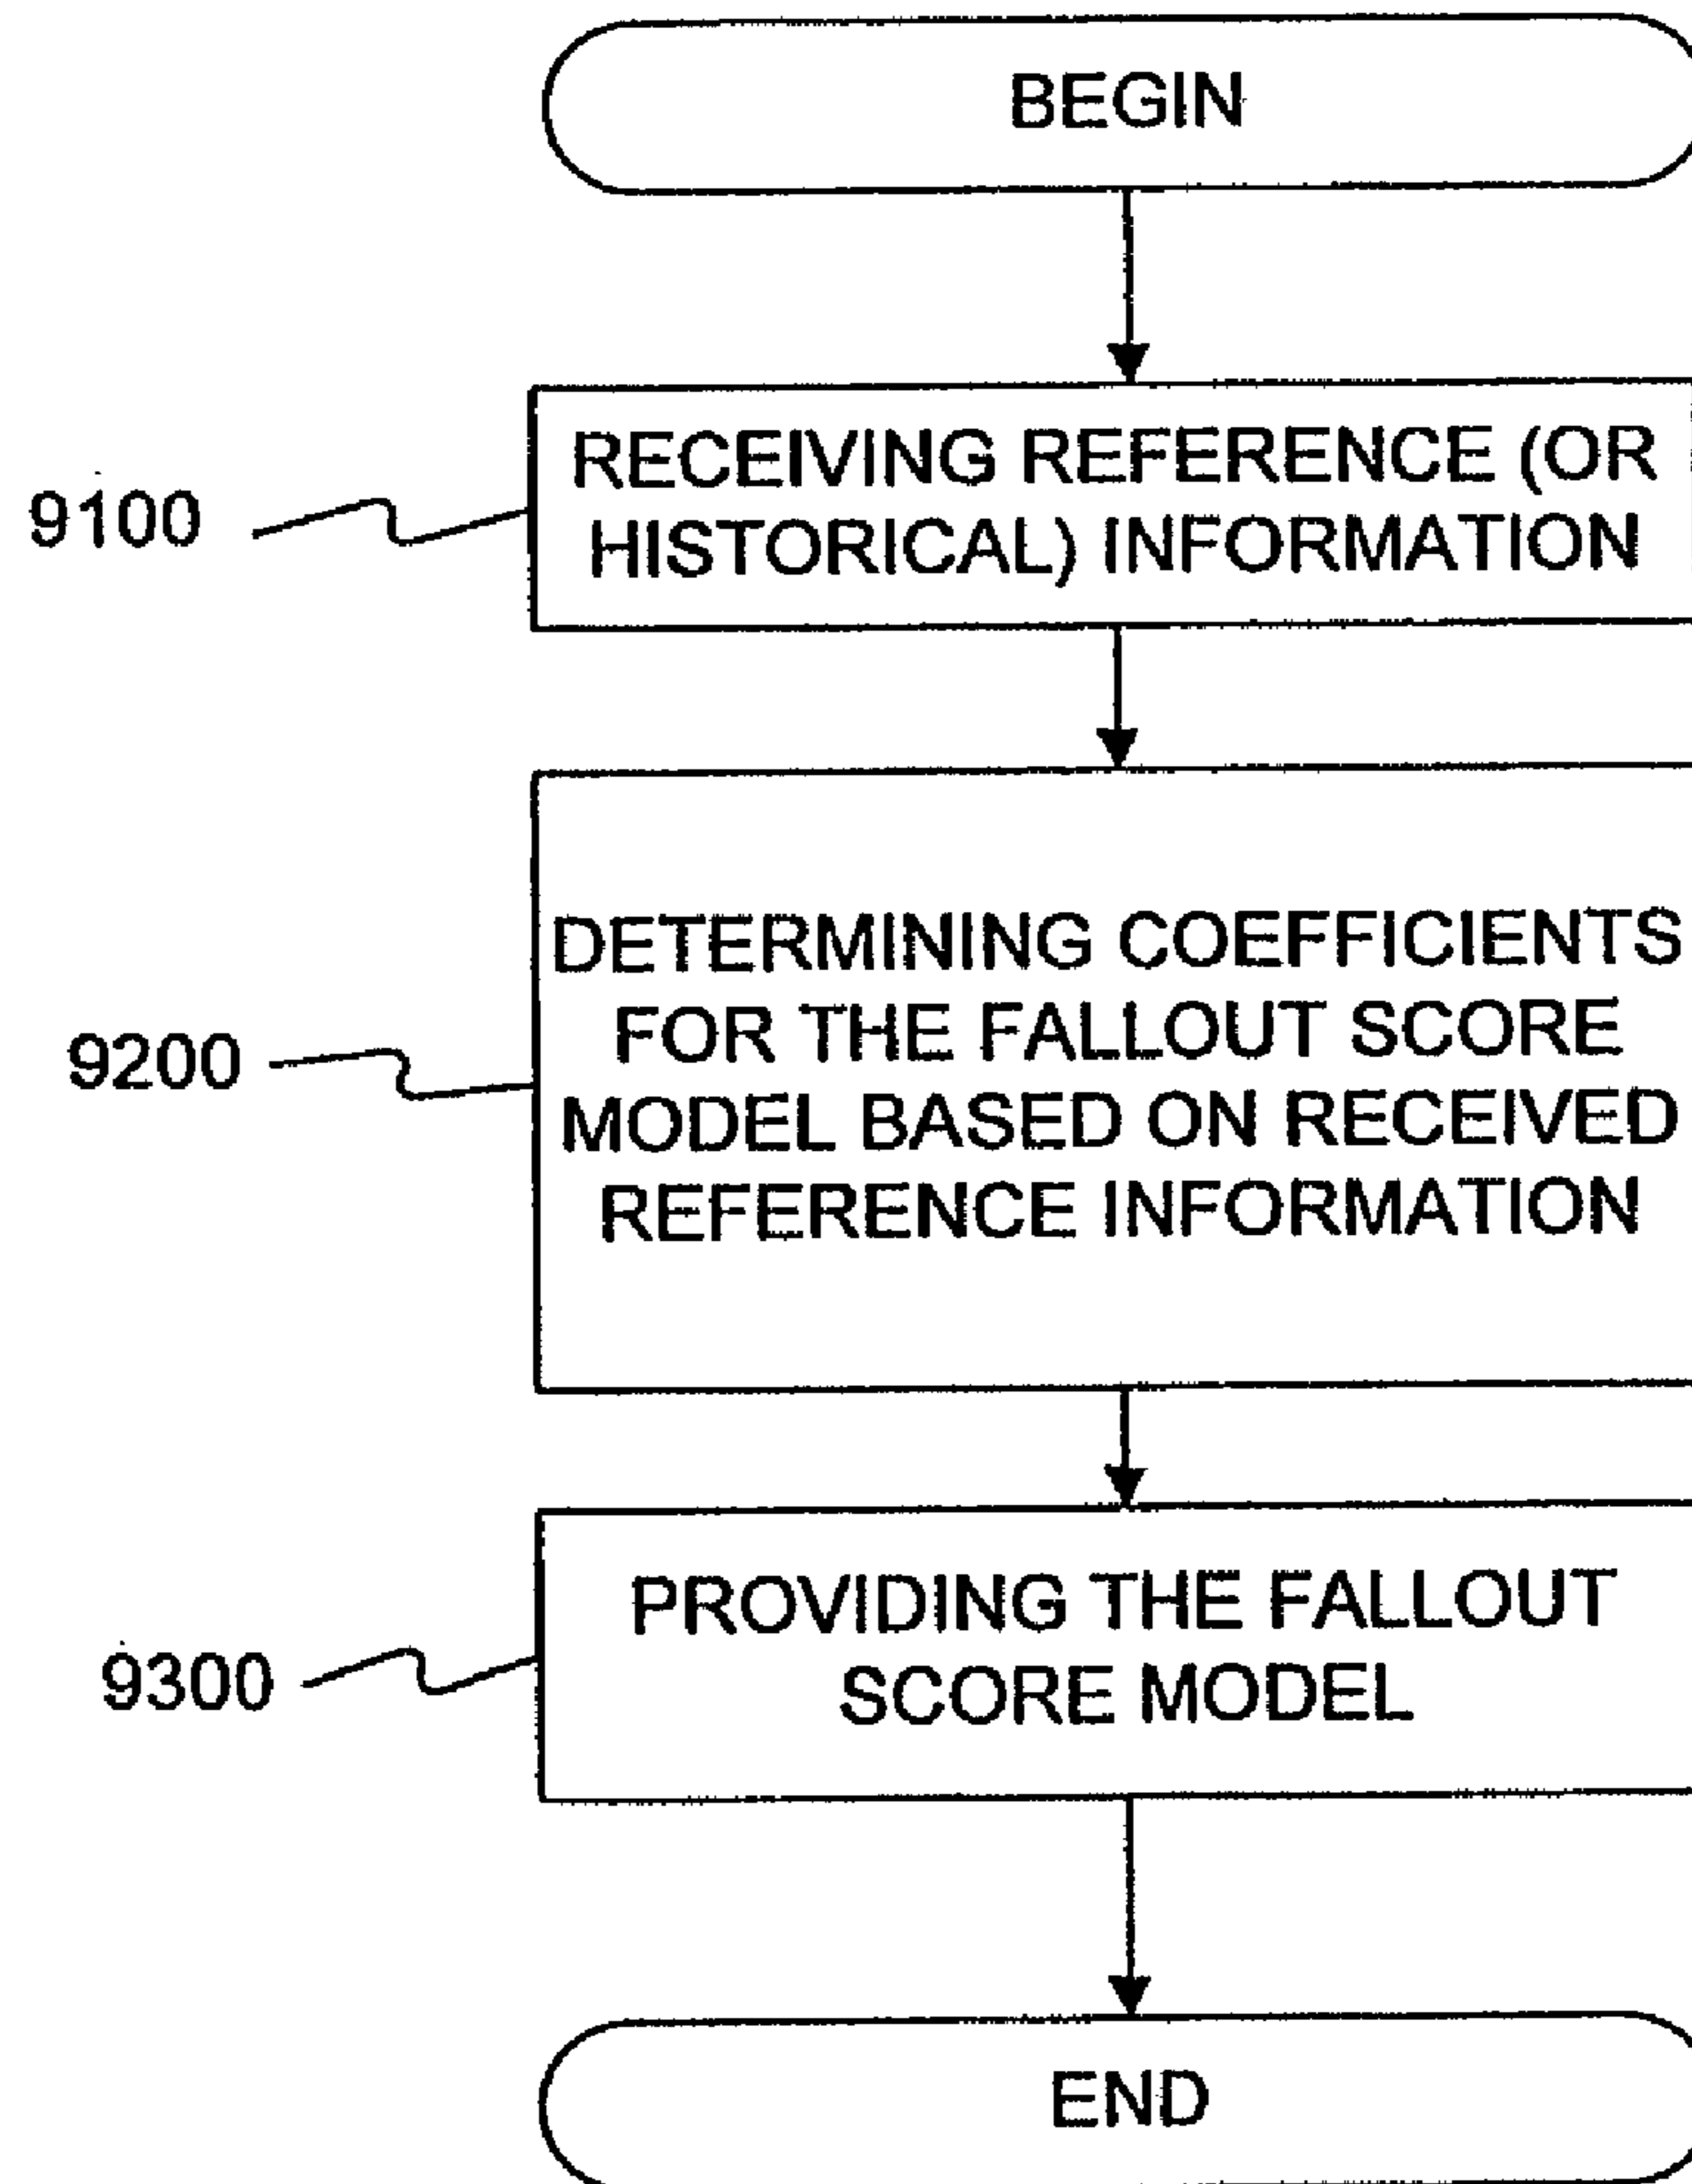 BEGIN
9100
RECEIVING REFERENCE (OR
HISTORICAL) INFORMATION
9200
DETERMINING COEFFICIENTS
FOR THE FALLOUT SCORE
MODEL BASED ON RECEIVED
REFERENCE INFORMATION
9300
PROVIDING THE FALLOUT
SCORE MODEL
END